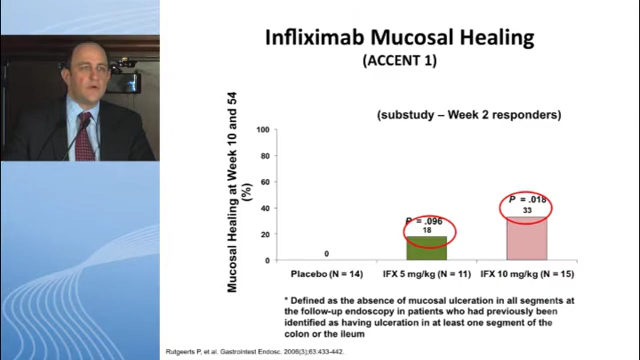 Infliximab Mucosal Healing
(ACCENT 1)
(substudy – Week 2 responders)
Mucosal Healing at Week 10 and 54
(%)
100
80
60
40
20
0
0
P = .096
18
P = .018
33
Placebo (N = 14)
IFX 5 mg/kg (N = 11)
IFX 10 mg/kg (N = 15)
* Defined as the absence of mucosal ulceration in all segments at
the follow-up endoscopy in patients who had previously been
identified as having ulceration in at least one segment of the
colon or the ileum
Rutgeerts P, et al. Gastrointest Endosc. 2006(3);63:433-442.